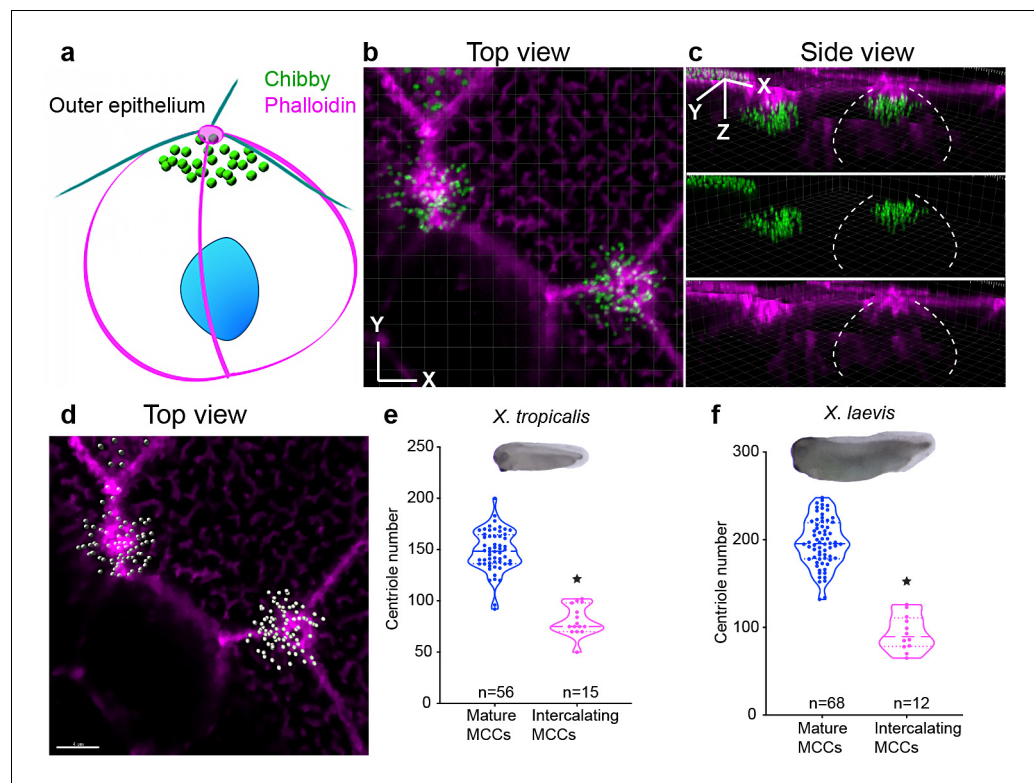 a
Outer epithelium
Chibby
Phalloidin
b
Top view
Y
X
c
Side view
X
Y
Z
d
Top view
4 µm
e
X. tropicalis
Centriole number
250
200
150
100
50
0
★
n=56
n=15
Mature
MCCs
Intercalating
MCCs
f
X. laevis
Centriole number
300
200
100
0
★
n=68
n=12
Mature
MCCs
Intercalating
MCCs